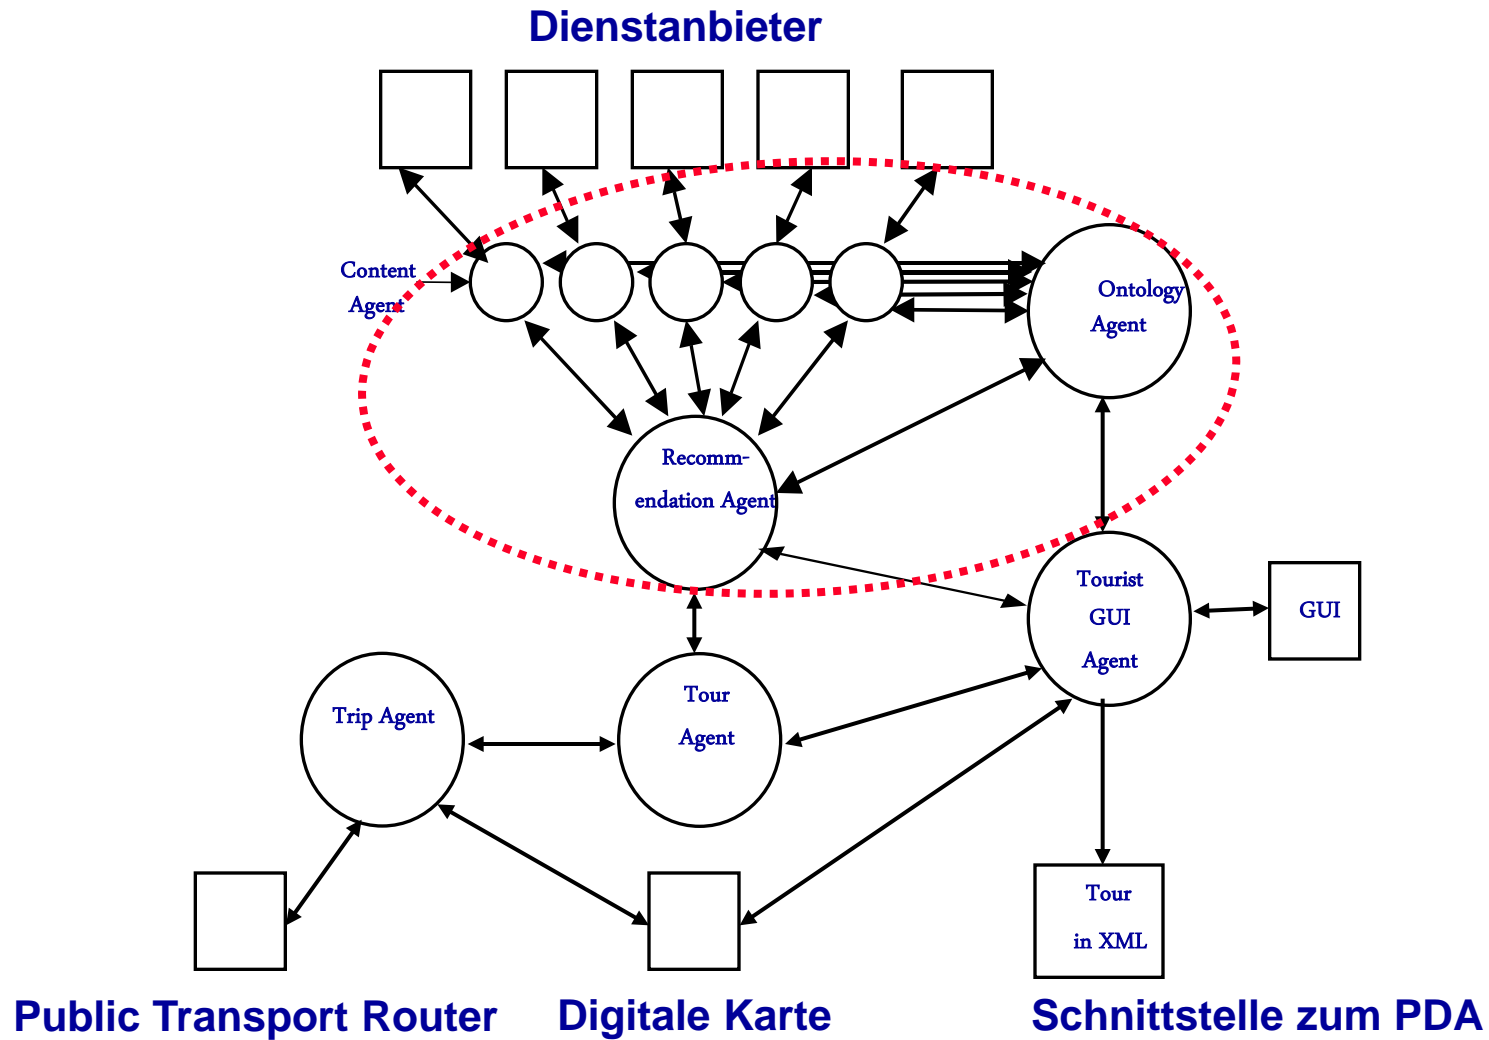 Dienstanbieter
Content
Agent
Ontology
Agent
Recomm-
endation Agent
Tourist
GUI
Agent
GUI
Trip Agent
Tour
Agent
Tour
in XML
Public Transport Router
Digitale Karte
Schnittstelle zum PDA